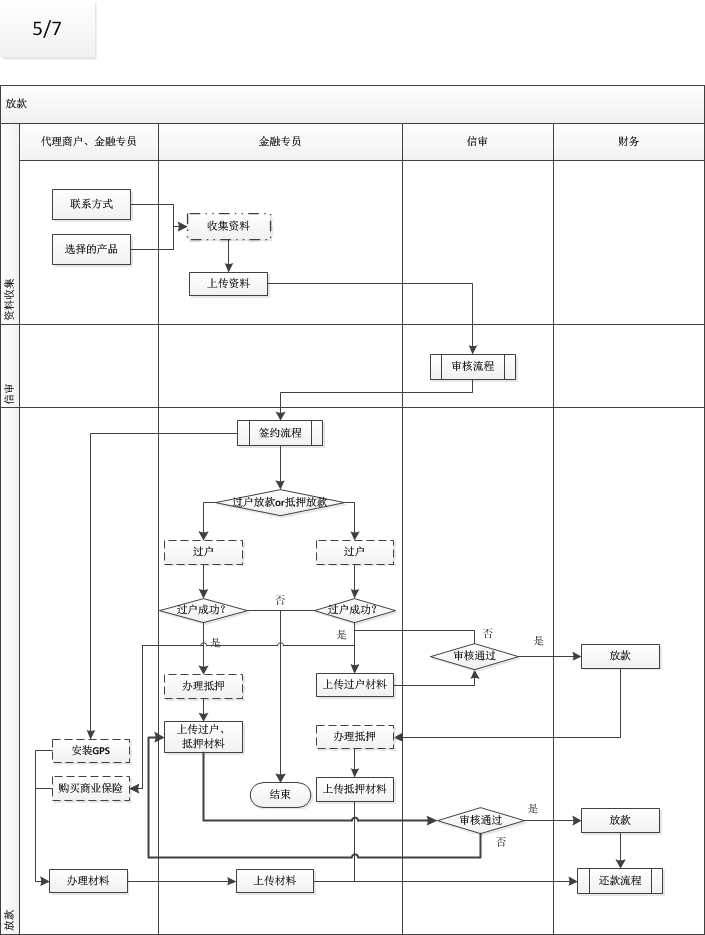 5/7
放款
代理商户、金融专员
金融专员
信审
财务
资料收集
联系方式
选择的产品
收集资料
上传资料
信审
审核流程
放款
签约流程
过户放款or抵押放款
过户
过户
过户成功?
否
过户成功?
是
是
否
审核通过
是
放款
办理抵押
上传过户材料
上传过户、
抵押材料
办理抵押
安装GPS
购买商业保险
结束
上传抵押材料
审核通过
是
否
放款
办理材料
上传材料
还款流程